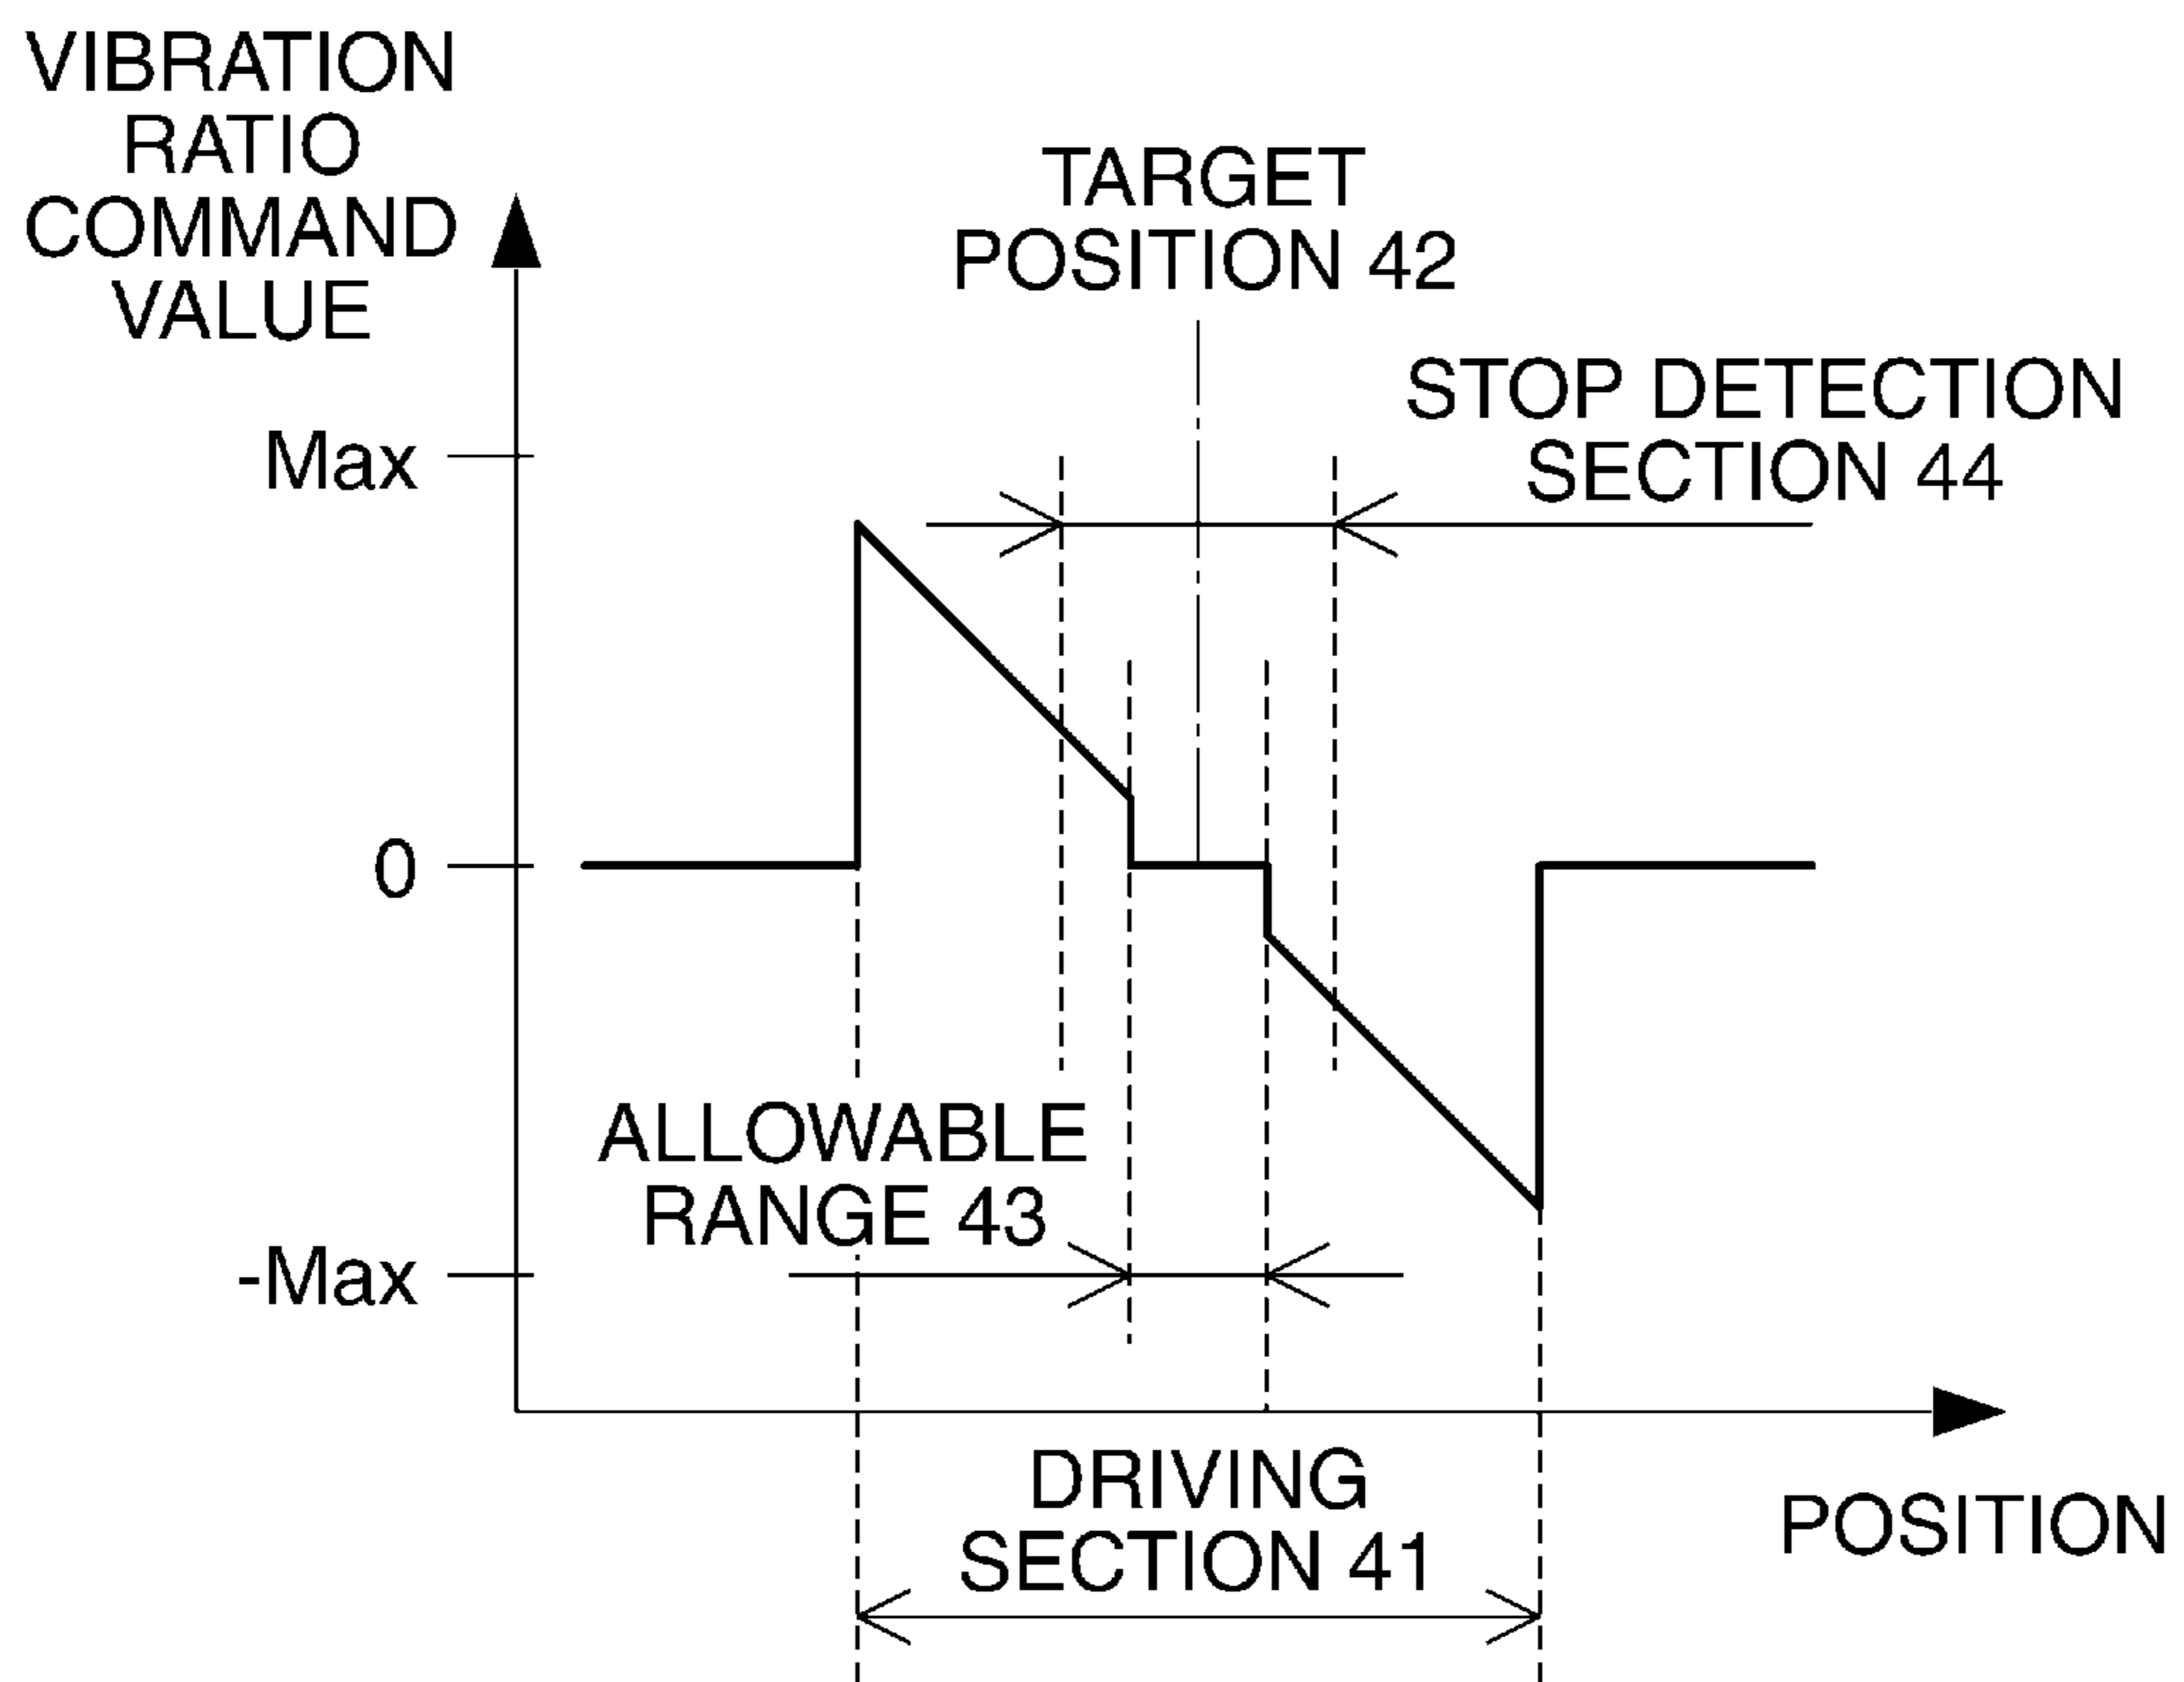 VIBRATION
RATIO
COMMAND
VALUE
TARGET
POSITION 42
STOP DETECTION
SECTION 44
Max
0
ALLOWABLE
RANGE 43
-Max
DRIVING
SECTION 41
POSITION